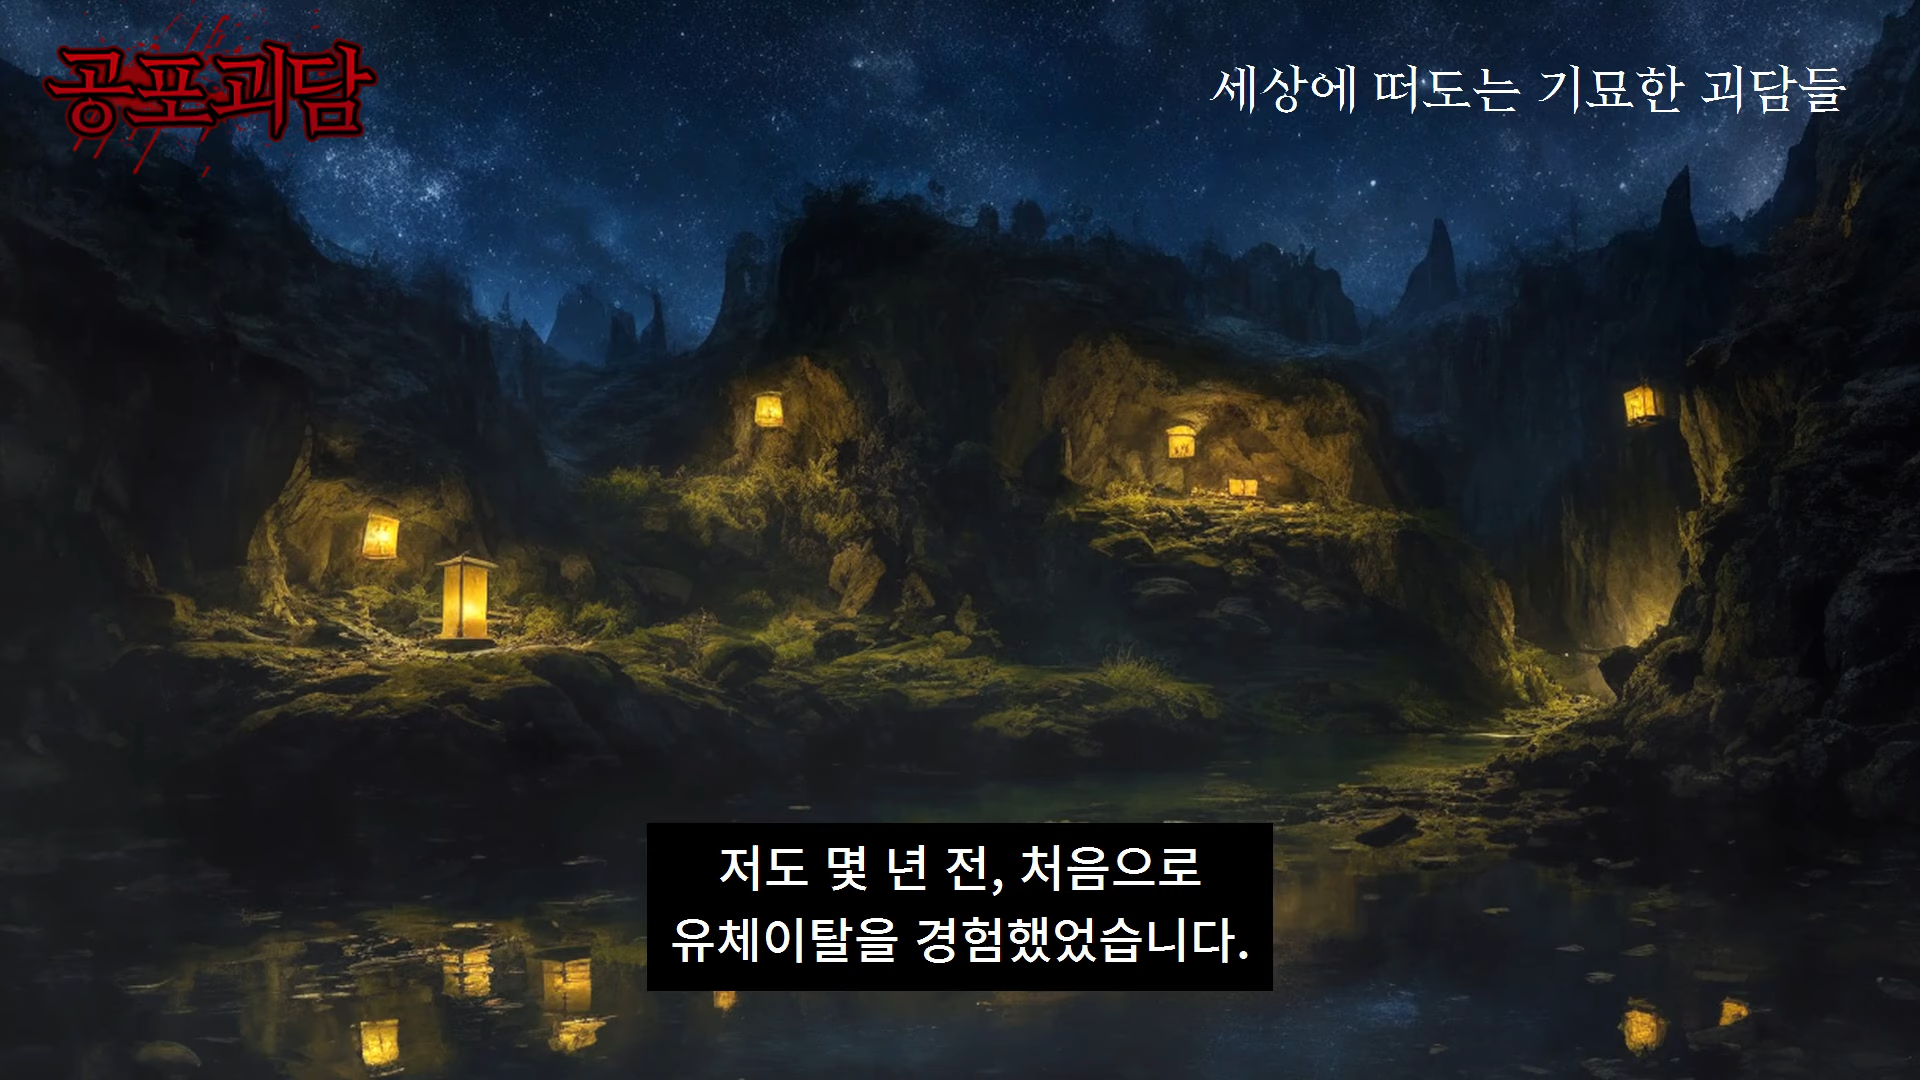 공포괴담
세상에 떠도는 기묘한 괴담들
저도 몇 년 전, 처음으로
유체이탈을 경험했었습니다.